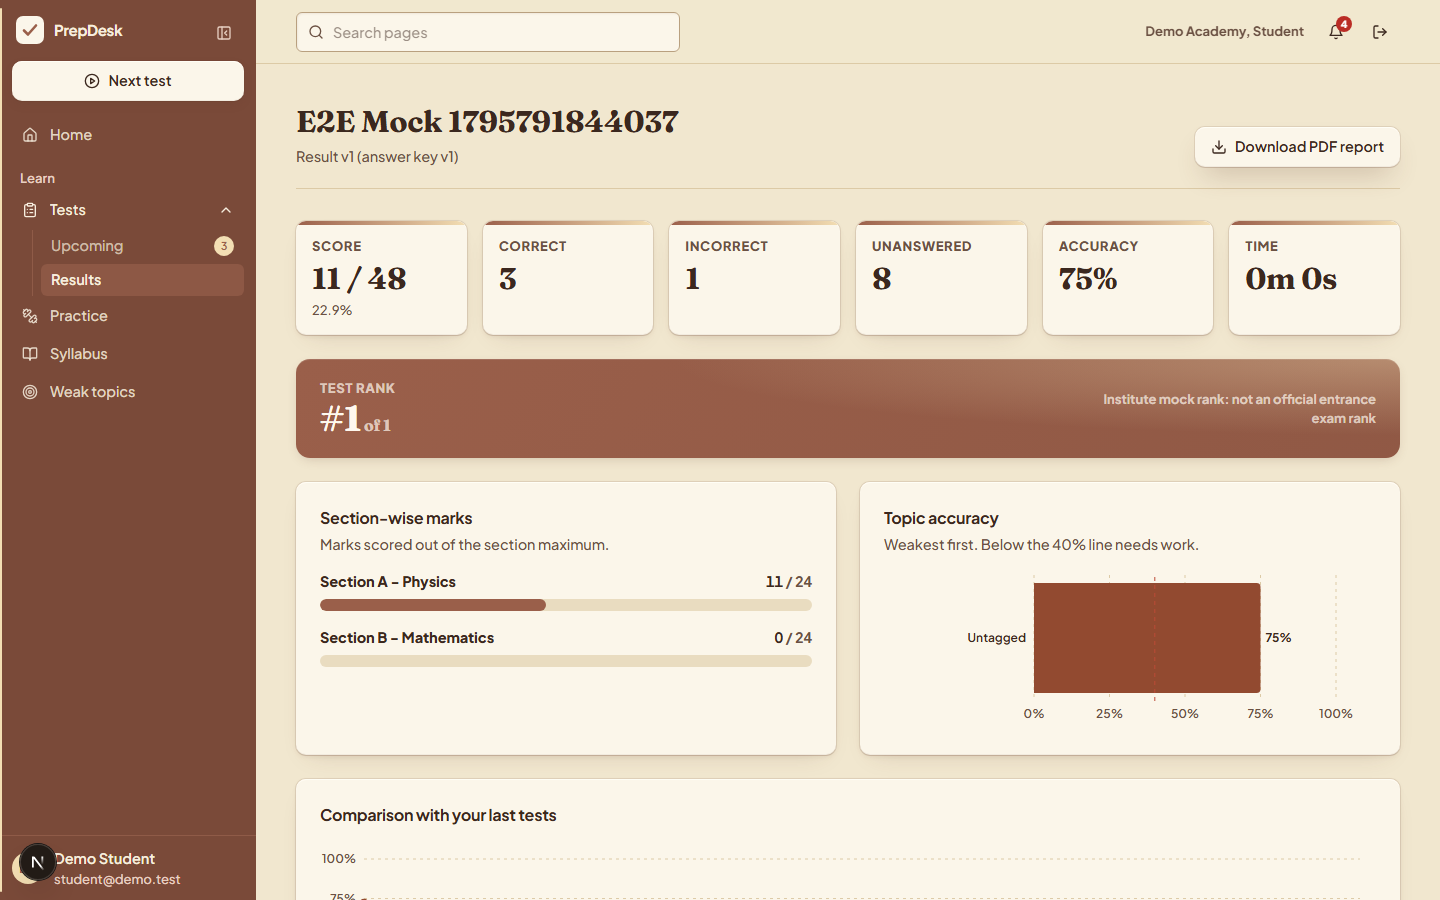 PrepDesk
Next test
Home
Learn
Tests
Upcoming 3
Results
Practice
Syllabus
Weak topics
N
Demo Student
student@demo.test
Search pages
Demo Academy, Student
4
E2E Mock 1795791844037
Result v1 (answer key v1)
Download PDF report
SCORE
11 / 48
22.9%
CORRECT
3
INCORRECT
1
UNANSWERED
8
ACCURACY
75%
TIME
0m 0s
TEST RANK
#1 of 1
Institute mock rank: not an official entrance
exam rank
Section-wise marks
Marks scored out of the section maximum.
Section A - Physics 11 / 24
Section B - Mathematics 0 / 24
Topic accuracy
Weakest first. Below the 40% line needs work.
Untagged 75%
0% 25% 50% 75% 100%
Comparison with your last tests
100%
75%